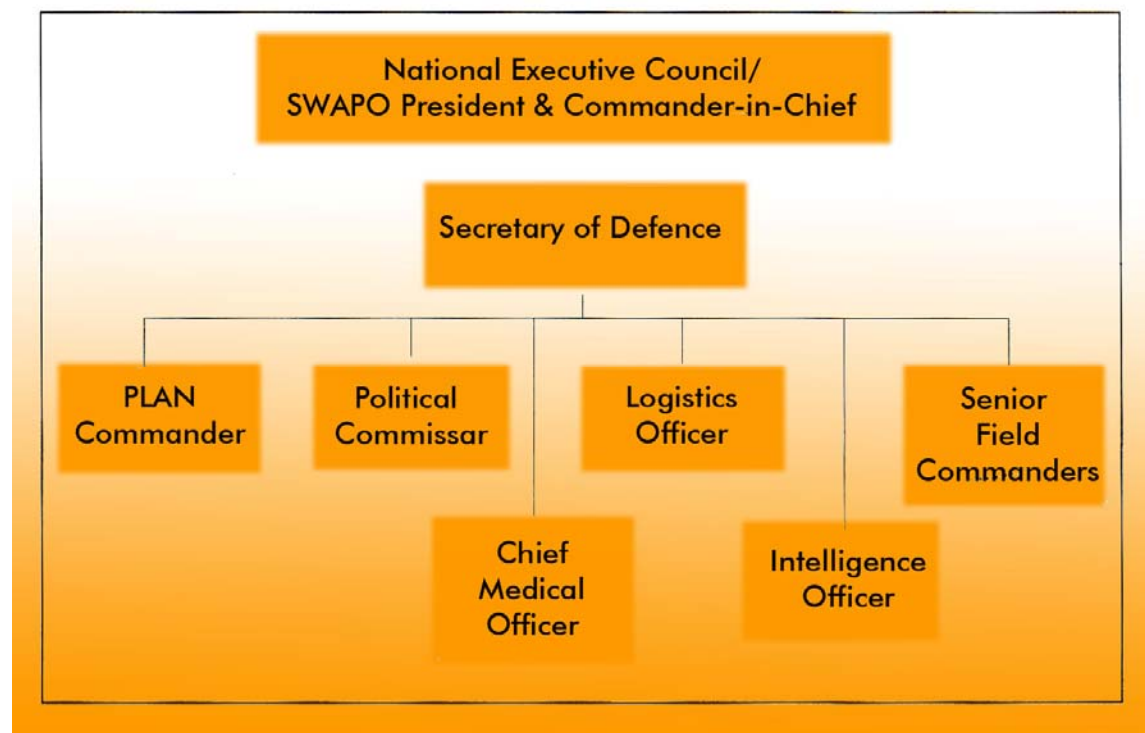 National Executive Council/
SWAPO President & Commander-in-Chief
Secretary of Defence
PLAN
Commander
Political
Commissar
Logistics
Officer
Senior
Field
Commanders
Chief
Medical
Officer
Intelligence
Officer